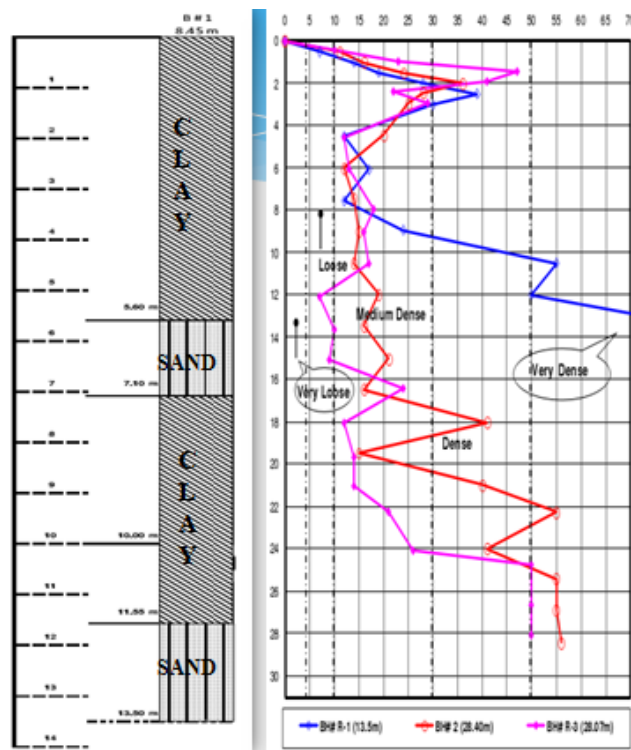 B # 1
8.45m
1
2
3
4
5
6
7
8
9
10
11
12
13
14
5.60 m
7.10 m
10.00 m
11.55 m
13.50 m
CLAY
SAND
CLAY
SAND
0 5 10 15 20 25 30 35 40 45 50 55 60 65 70
0
2
4
6
8
10
12
14
16
18
20
22
24
26
28
30
Loose
Medium Dense
Very Loose
Very Dense
Dense
BH# R-1 (13.5m) BH# 2 (28.40m) BH# R-3 (28.07m)